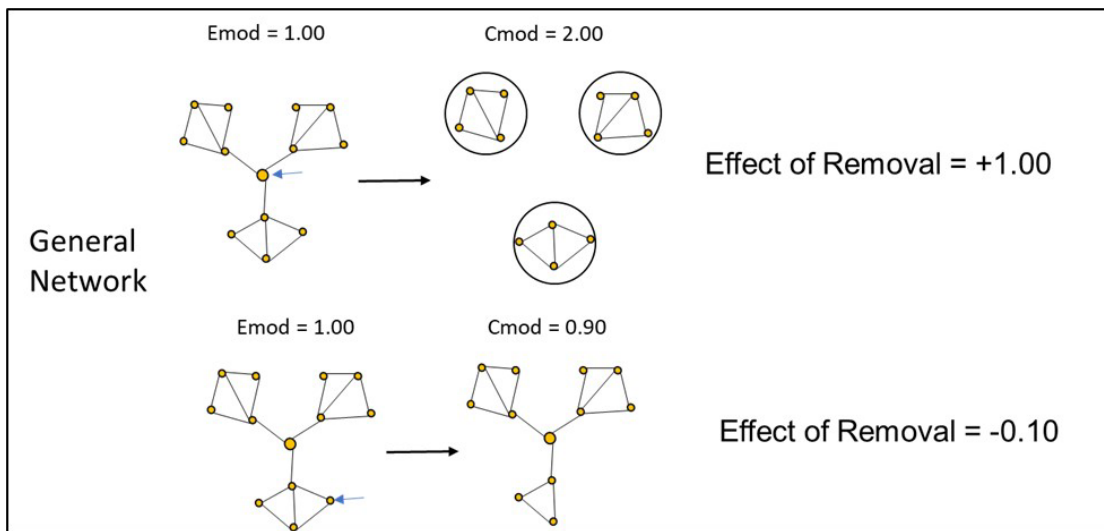 Emod = 1.00
Cmod = 2.00
Effect of Removal = +1.00
General
Network
Emod = 1.00
Cmod = 0.90
Effect of Removal = -0.10